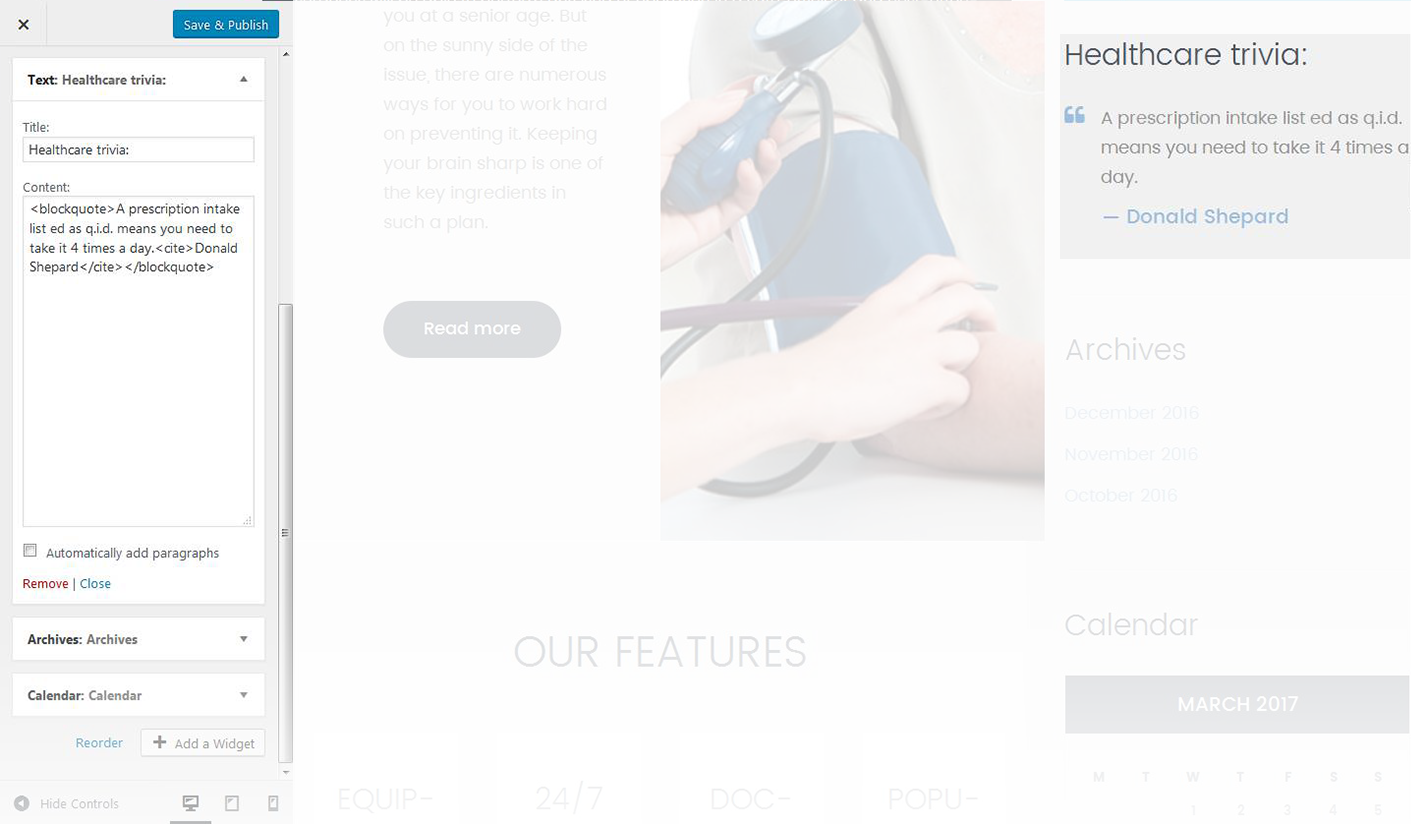 Save & Publish
Text: Healthcare trivia:
Title:
Healthcare trivia:
Content:
<blockquote>A prescription intake
list ed as q.i.d. means you need to
take it 4 times a day.<cite>Donald
Shepard</cite></blockquote>
Automatically add paragraphs
Remove | Close
Archives: Archives
Calendar: Calendar
Reorder
Add a Widget
Hide Controls
you at a senior age. But
on the sunny side of the
issue, there are numerous
ways for you to work hard
on preventing it. Keeping
your brain sharp is one of
the key ingredients in
such a plan.
Read more
OUR FEATURES
EQUIP-
24/7
DOC-
POPU-
Healthcare trivia:
A prescription intake list ed as q.i.d.
means you need to take it 4 times a
day.
— Donald Shepard
Archives
December 2016
November 2016
October 2016
Calendar
MARCH 2017
M T W T F S S
1 2 3 4 5